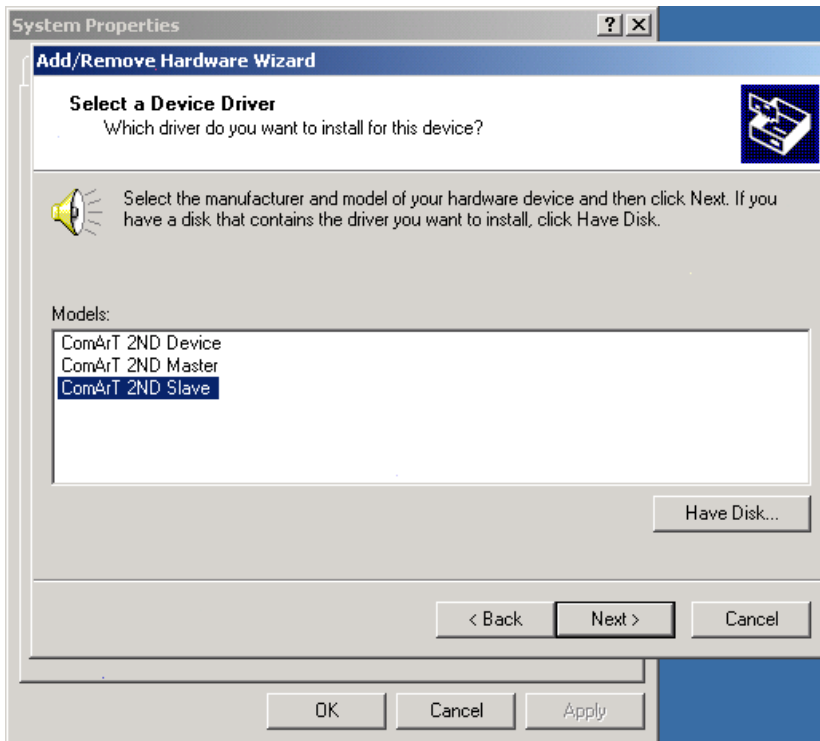 System Properties
Add/Remove Hardware Wizard
Select a Device Driver
Which driver do you want to install for this device?
Select the manufacturer and model of your hardware device and then click Next. If you
have a disk that contains the driver you want to install, click Have Disk.
Models:
ComArT 2ND Device
ComArT 2ND Master
ComArT 2ND Slave
Have Disk...
< Back Next > Cancel
OK Cancel Apply